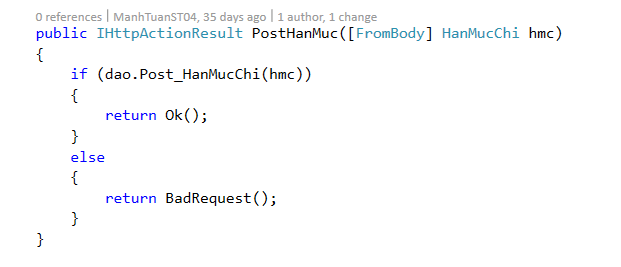 0 references | ManhTuanST04, 35 days ago | 1 author, 1 change
public IHttpActionResult PostHanMuc([FromBody] HanMucChi hmc)
{
    if (dao.Post_HanMucChi(hmc))
    {
        return Ok();
    }
    else
    {
        return BadRequest();
    }
}